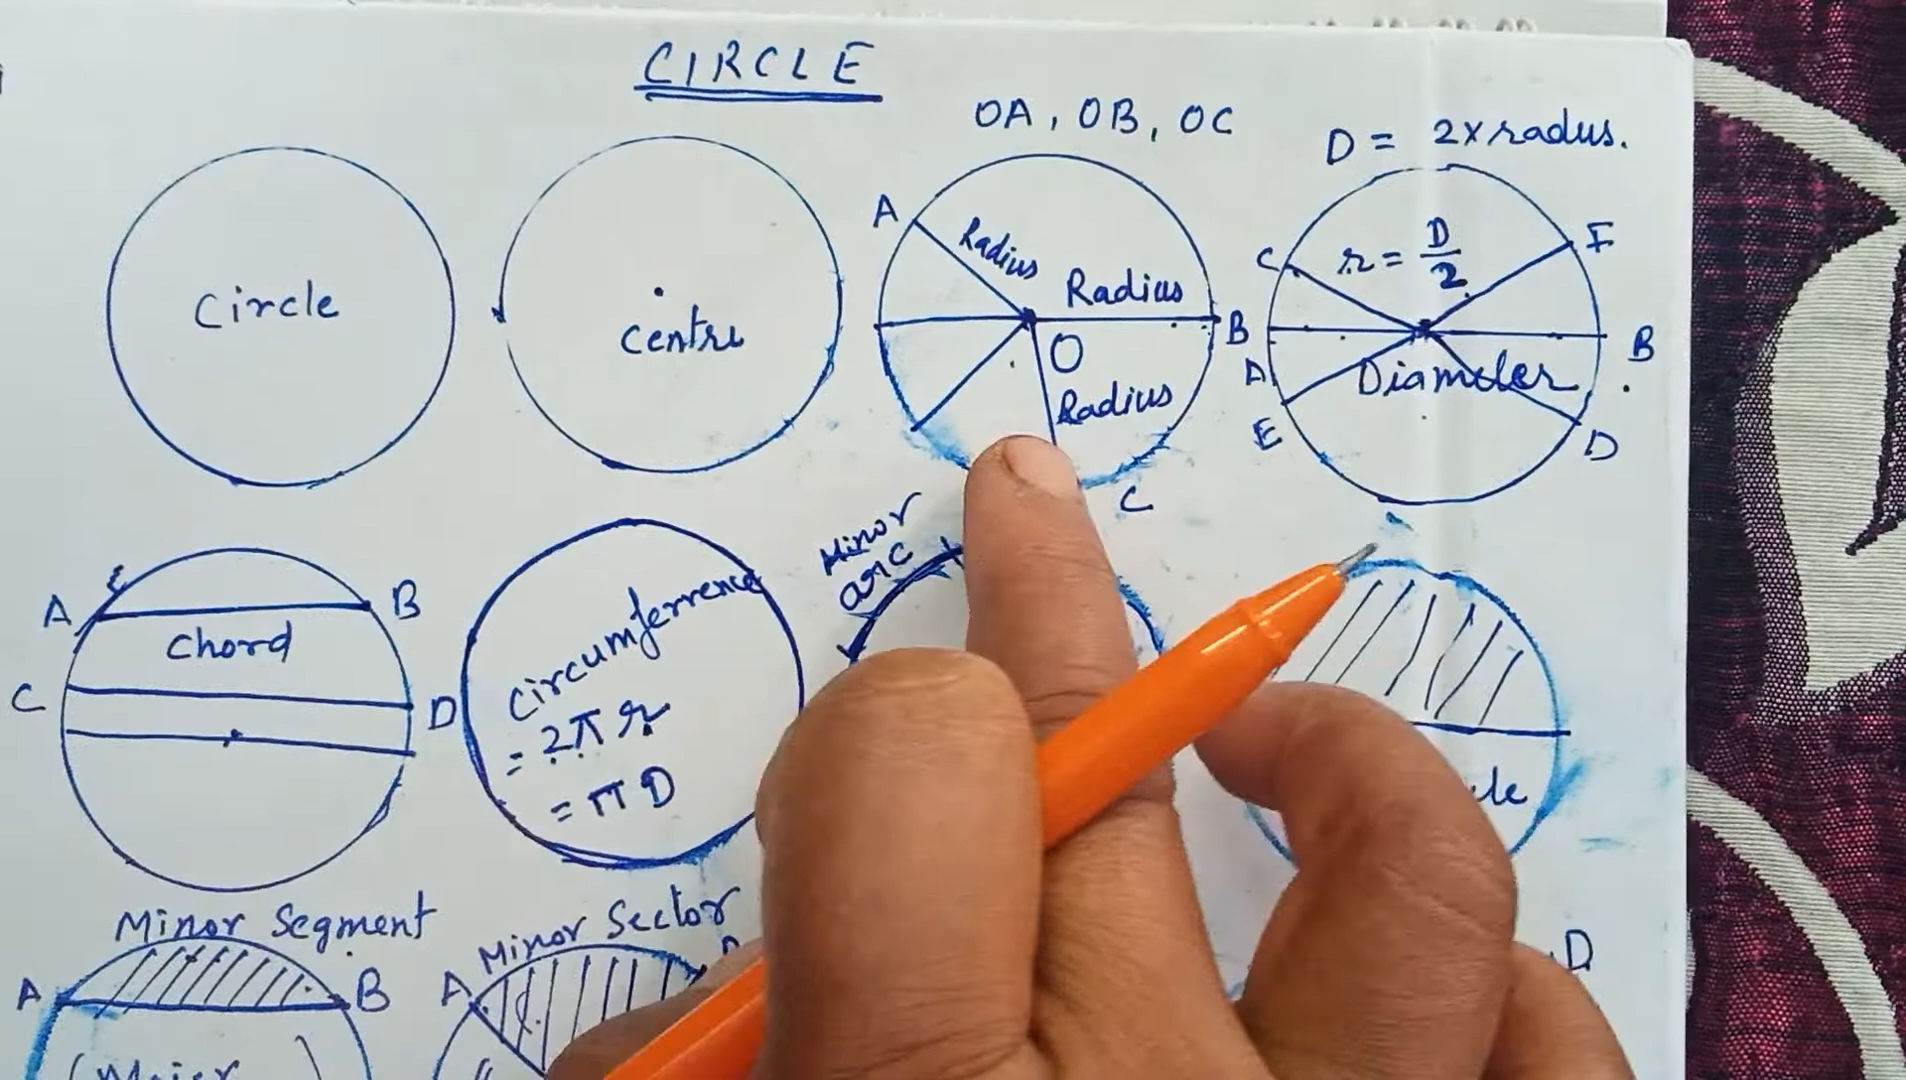 CIRCLE
OA, OB, OC
D = 2×radus.
circle
centre
A
Radius
Radius
B
O
Radius
C
C
r = D/2
F
A
B
Diameter
E
D
A
B
chord
C
D
Circumferrence
= 2πr
= πD
Minor
arc
Minor Segment
A
B
Minor Sector
A
D